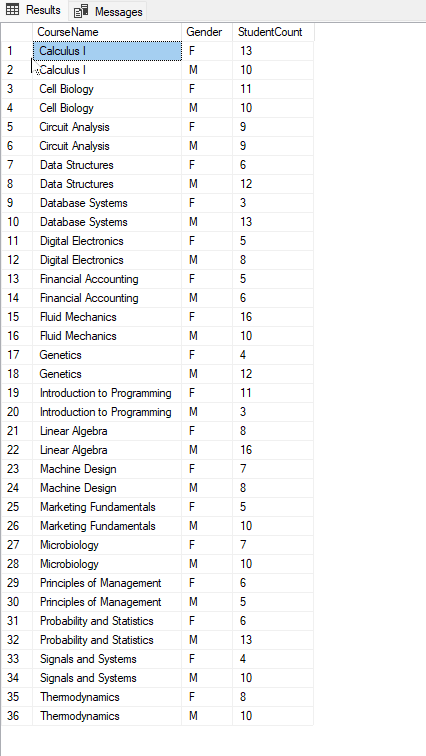 Results Messages
CourseName Gender StudentCount
1 Calculus I F 13
2 Calculus I M 10
3 Cell Biology F 11
4 Cell Biology M 10
5 Circuit Analysis F 9
6 Circuit Analysis M 9
7 Data Structures F 6
8 Data Structures M 12
9 Database Systems F 3
10 Database Systems M 13
11 Digital Electronics F 5
12 Digital Electronics M 8
13 Financial Accounting F 5
14 Financial Accounting M 6
15 Fluid Mechanics F 16
16 Fluid Mechanics M 10
17 Genetics F 4
18 Genetics M 12
19 Introduction to Programming F 11
20 Introduction to Programming M 3
21 Linear Algebra F 8
22 Linear Algebra M 16
23 Machine Design F 7
24 Machine Design M 8
25 Marketing Fundamentals F 5
26 Marketing Fundamentals M 10
27 Microbiology F 7
28 Microbiology M 10
29 Principles of Management F 6
30 Principles of Management M 5
31 Probability and Statistics F 6
32 Probability and Statistics M 13
33 Signals and Systems F 4
34 Signals and Systems M 10
35 Thermodynamics F 8
36 Thermodynamics M 10